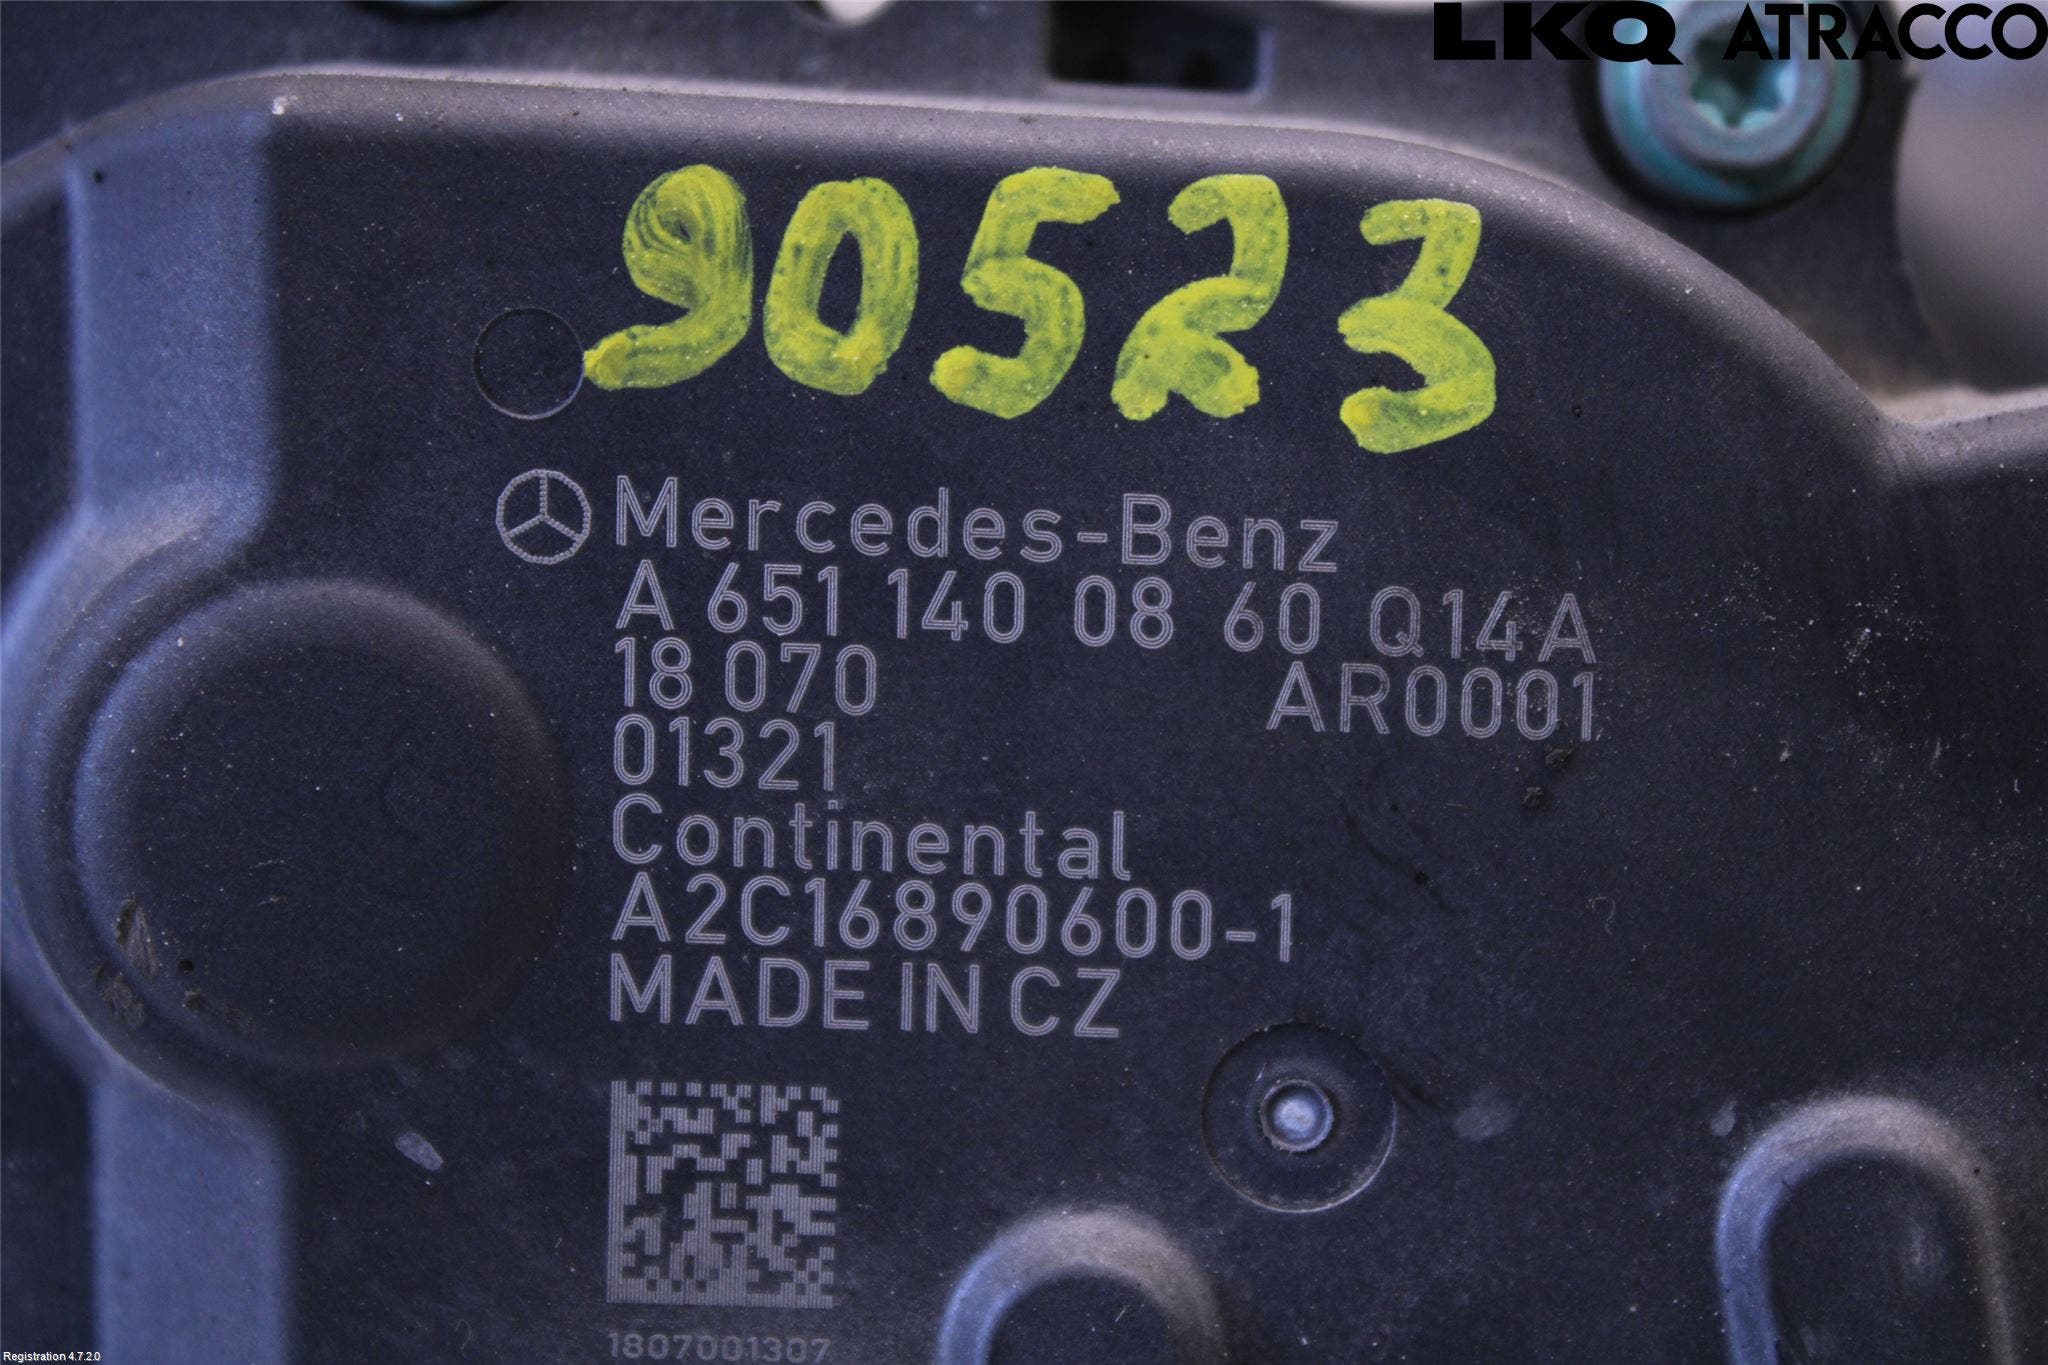 LKQ ATRACCO
90523
Mercedes-Benz
A 651 140 08 60 Q14A
18 070 AR0001
01321
Continental
A2C16890600-1
MADE IN CZ
1807001307
Registration 4.7.2.0